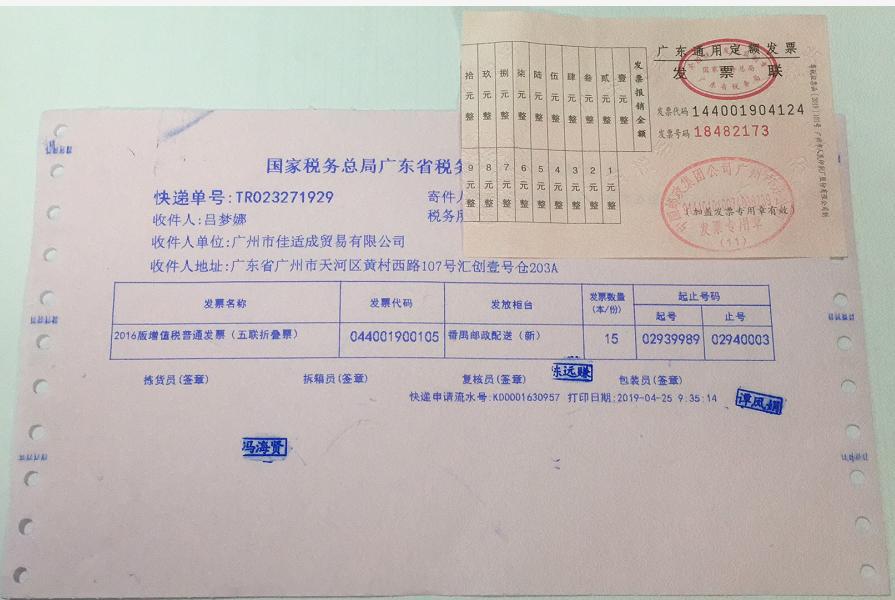 国家税务总局广东省税务
快递单号:TR023271929
寄件人
收件人:吕梦娜
税务局
收件人单位:广州市佳适成贸易有限公司
收件人地址:广东省广州市天河区黄村西路107号汇创壹号仓203A
发票名称 发票代码 发放柜台 发票数量(本/份) 起止号码
起号 止号
2016版增值税普通发票（五联折叠票） 044001900105 番禺邮政配送（新） 15 02939989 02940003
拣货员(签章) 拆箱员(签章) 复核员(签章) 东远赚 包装员(签章)
快递申请流水号:KD0001630957 打印日期:2019-04-25 9:35:14
谭凤娟
冯海贤
广东通用定额发票
发票联
发票代码 144001904124
发票号码 18482173
(加盖发票专用章有效)
发票专用章
(11)
发票报销金额
拾元整 玖元整 捌元整 柒元整 陆元整 伍元整 肆元整 叁元整 贰元整 壹元整
9元整 8元整 7元整 6元整 5元整 4元整 3元整 2元整 1元整